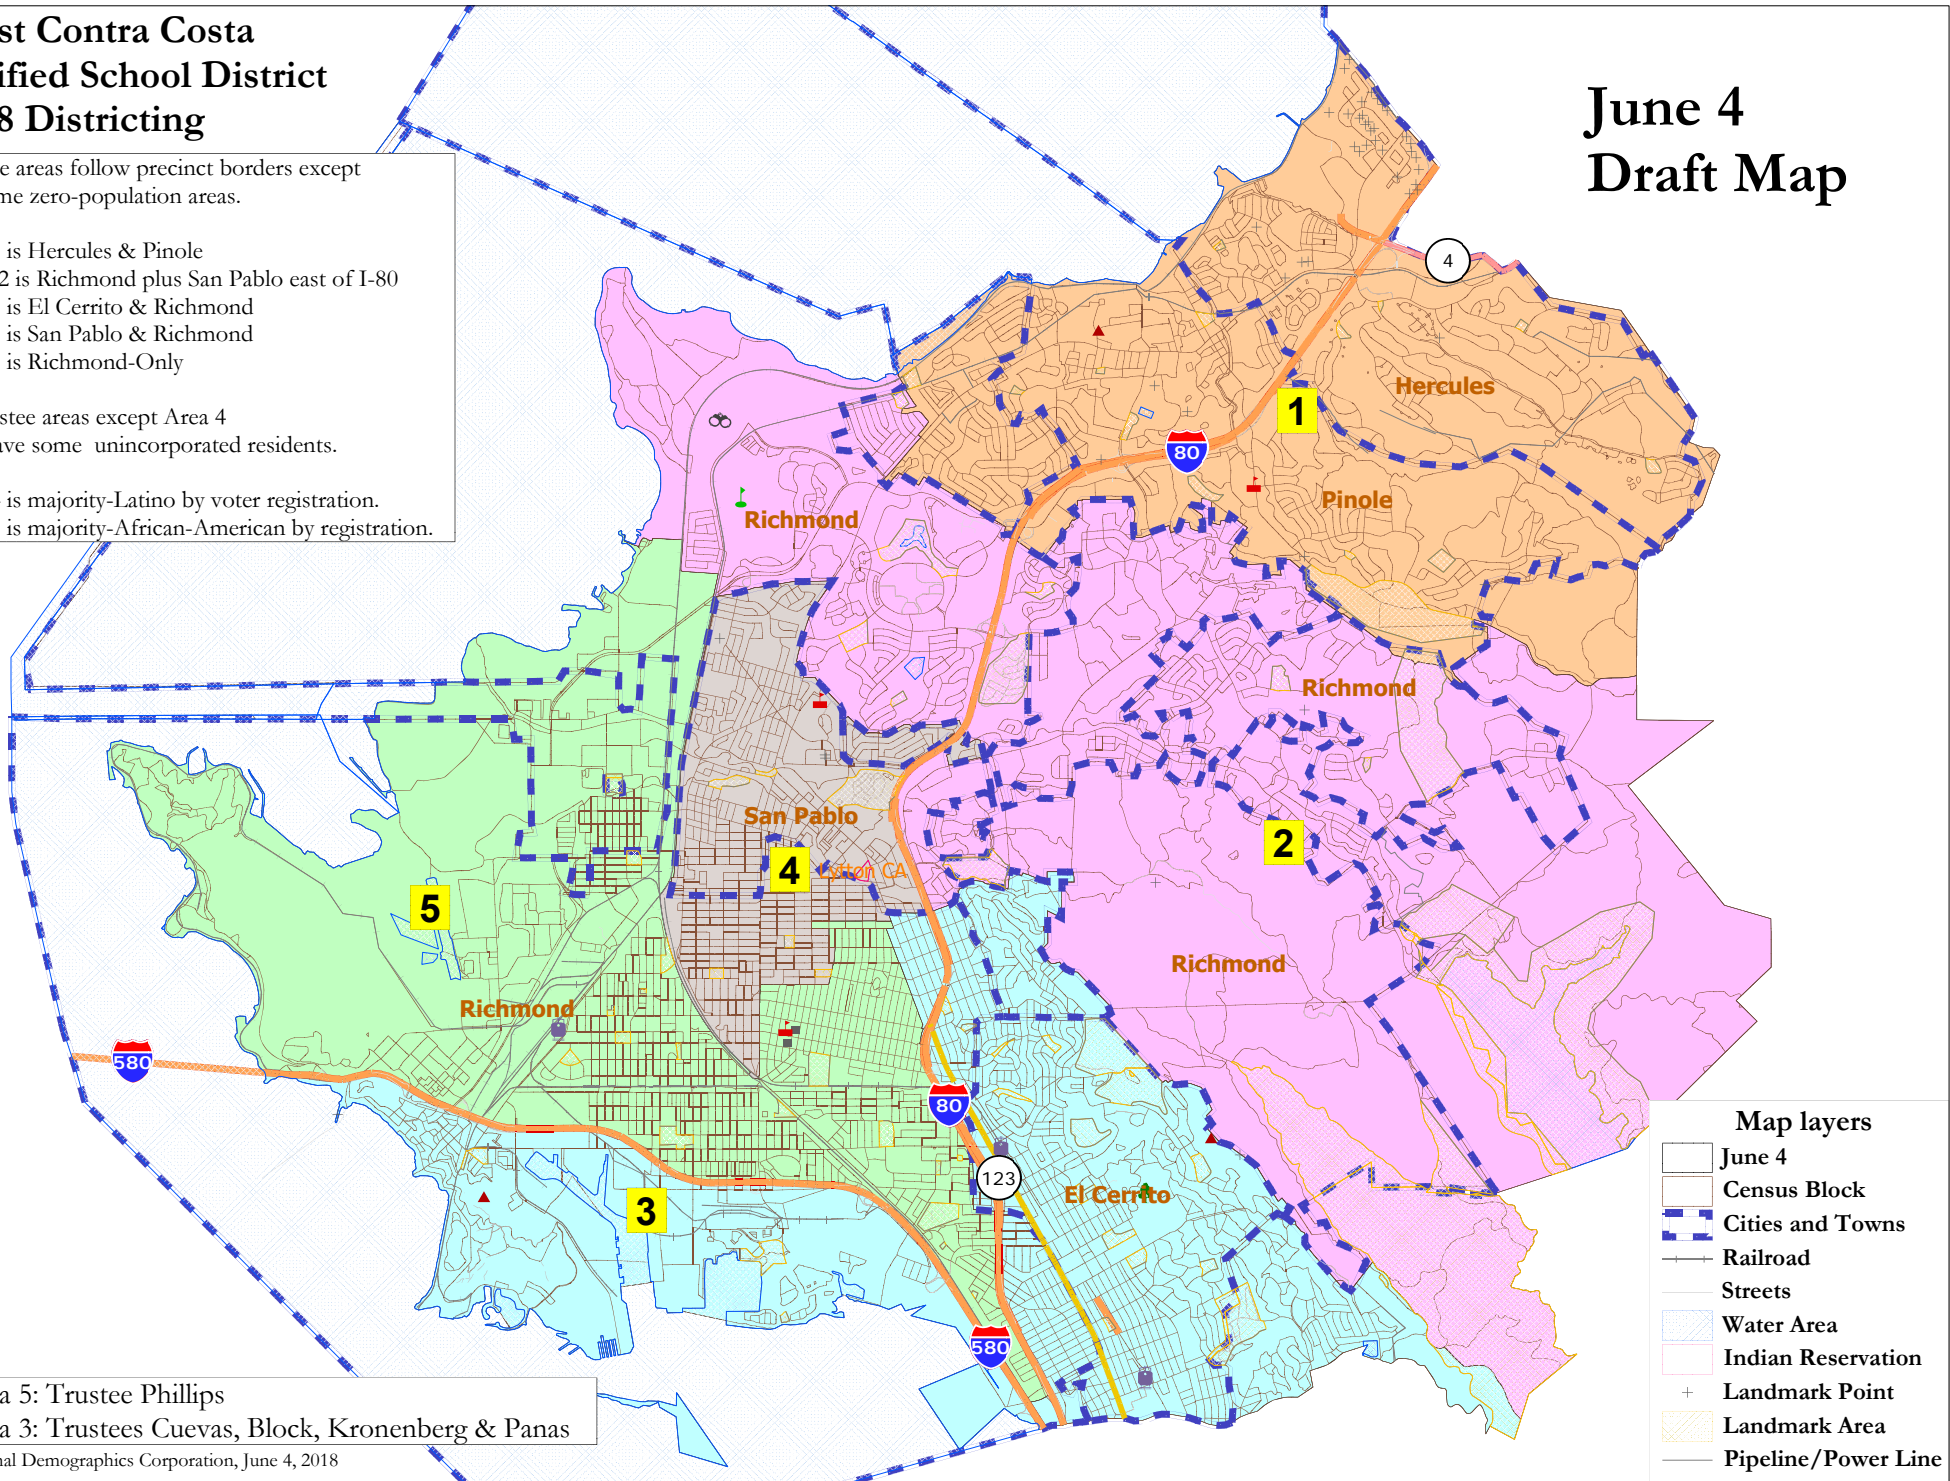 st Contra Costa
ified School District
8 Districting
e areas follow precinct borders except
me zero-population areas.
is Hercules & Pinole
2 is Richmond plus San Pablo east of I-80
is El Cerrito & Richmond
is San Pablo & Richmond
is Richmond-Only
stee areas except Area 4
ave some unincorporated residents.
is majority-Latino by voter registration.
is majority-African-American by registration.
June 4
Draft Map
4
Hercules
1
80
Pinole
Richmond
Richmond
San Pablo
2
4
Lytton CA
5
Richmond
Richmond
580
80
123
El Cerrito
3
580
Map layers
June 4
Census Block
Cities and Towns
Railroad
Streets
Water Area
Indian Reservation
Landmark Point
Landmark Area
Pipeline/Power Line
a 5: Trustee Phillips
a 3: Trustees Cuevas, Block, Kronenberg & Panas
nal Demographics Corporation, June 4, 2018